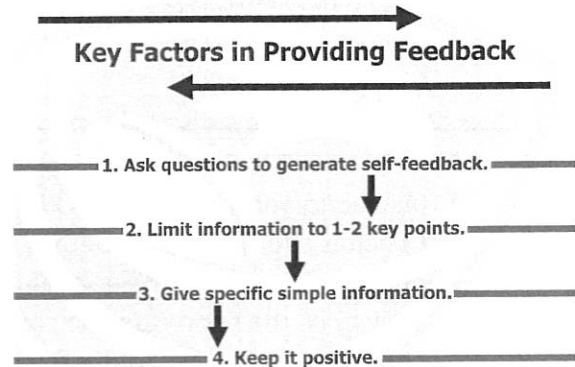 Key Factors in Providing Feedback
1. Ask questions to generate self-feedback.
2. Limit information to 1-2 key points.
3. Give specific simple information.
4. Keep it positive.